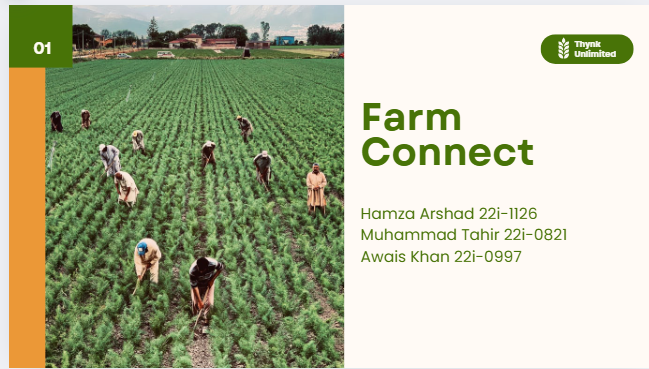 01
Thynk
Unlimited
Farm
Connect
Hamza Arshad 22i-1126
Muhammad Tahir 22i-0821
Awais Khan 22i-0997